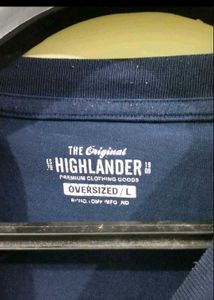 THE Original
HIGHLANDER
PREMIUM CLOTHING GOODS
OVERSIZED/L